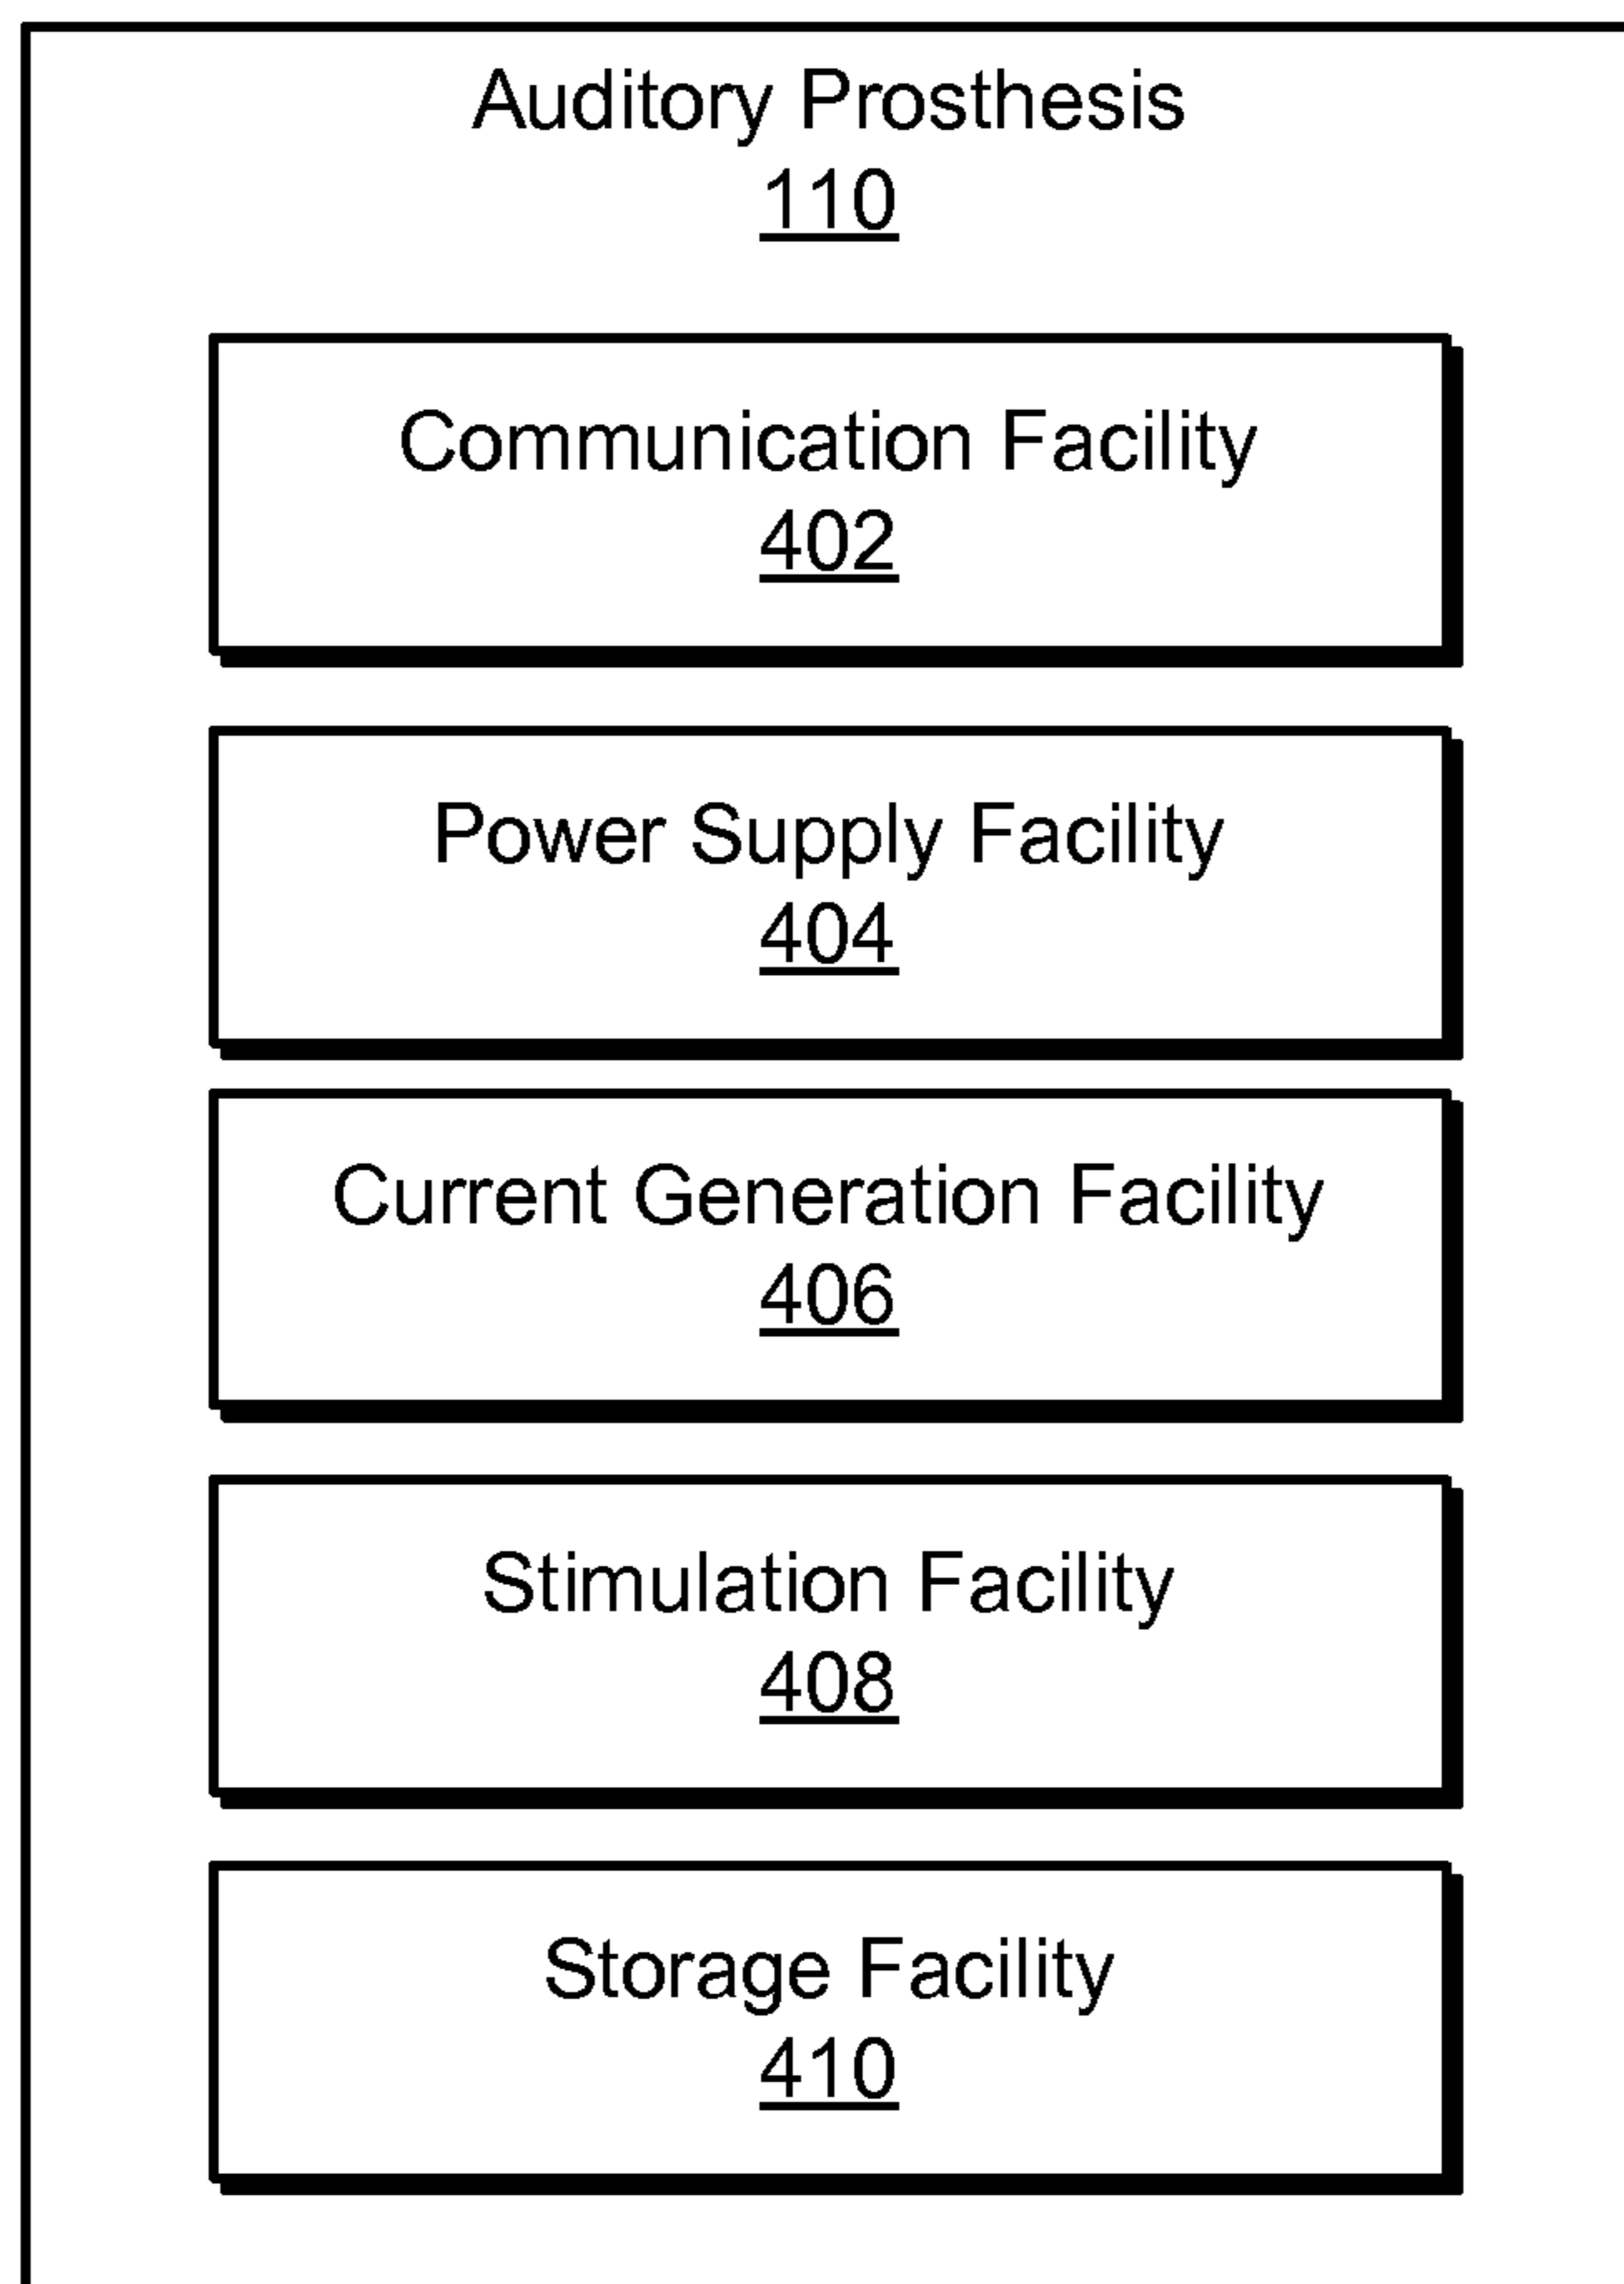 Auditory Prosthesis
110
Communication Facility
402
Power Supply Facility
404
Current Generation Facility
406
Stimulation Facility
408
Storage Facility
410